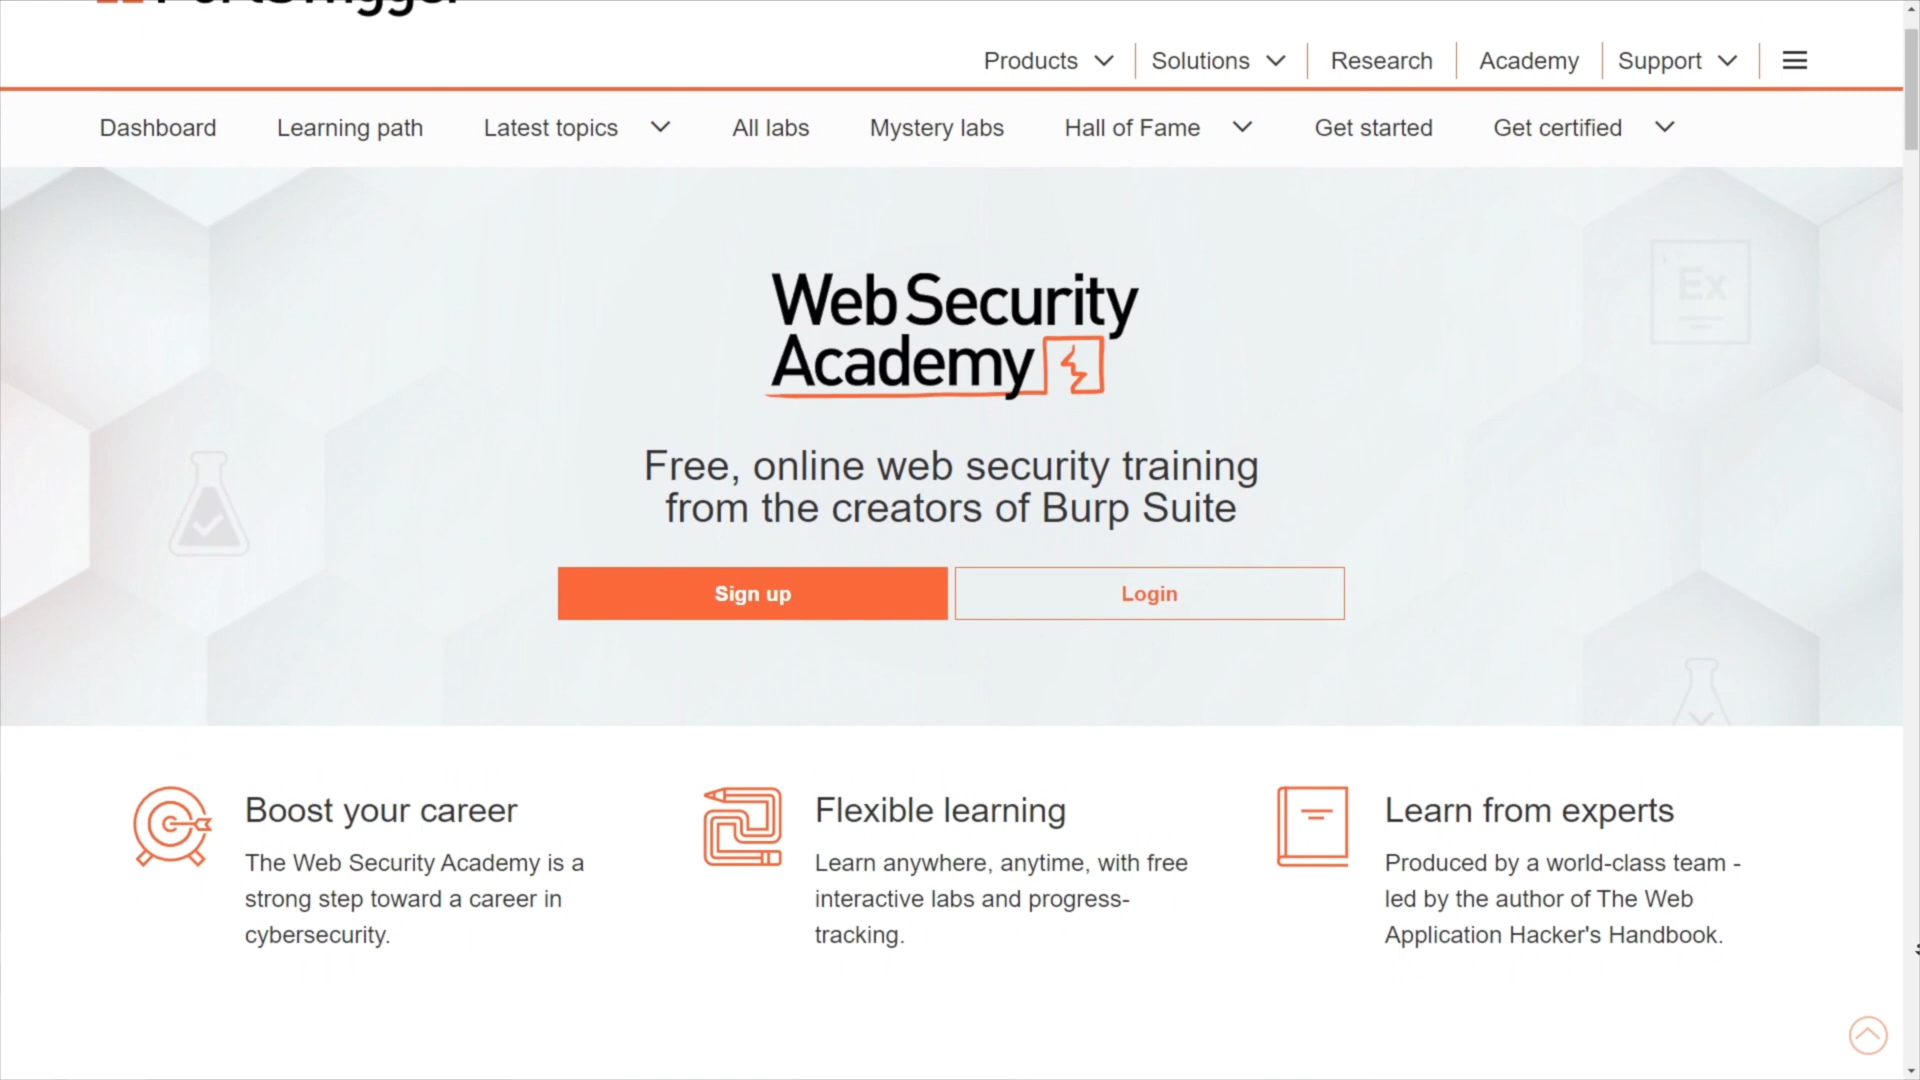 Products
Solutions
Research
Academy
Support
Dashboard
Learning path
Latest topics
All labs
Mystery labs
Hall of Fame
Get started
Get certified
Web Security
Academy
Ex
Free, online web security training
from the creators of Burp Suite
Sign up
Login
Boost your career
The Web Security Academy is a
strong step toward a career in
cybersecurity.
Flexible learning
Learn anywhere, anytime, with free
interactive labs and progress-
tracking.
Learn from experts
Produced by a world-class team -
led by the author of The Web
Application Hacker's Handbook.